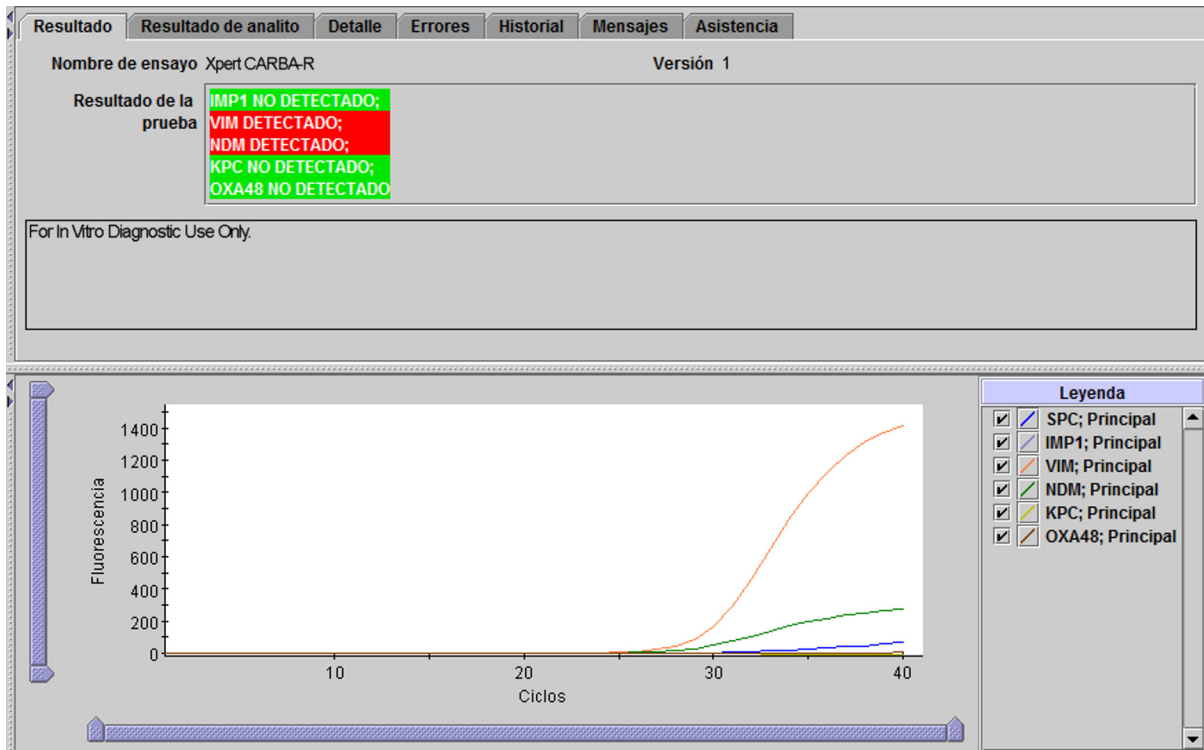 Resultado Resultado de analito Detalle Errores Historial Mensajes Asistencia
Nombre de ensayo Xpert CARBA-R Versión 1
Resultado de la prueba
IMP1 NO DETECTADO;
VIM DETECTADO;
NDM DETECTADO;
KPC NO DETECTADO;
OXA48 NO DETECTADO
For In Vitro Diagnostic Use Only.
Fluorescencia
1400
1200
1000
800
600
400
200
0
10 20 30 40
Ciclos
Leyenda
SPC; Principal
IMP1; Principal
VIM; Principal
NDM; Principal
KPC; Principal
OXA48; Principal